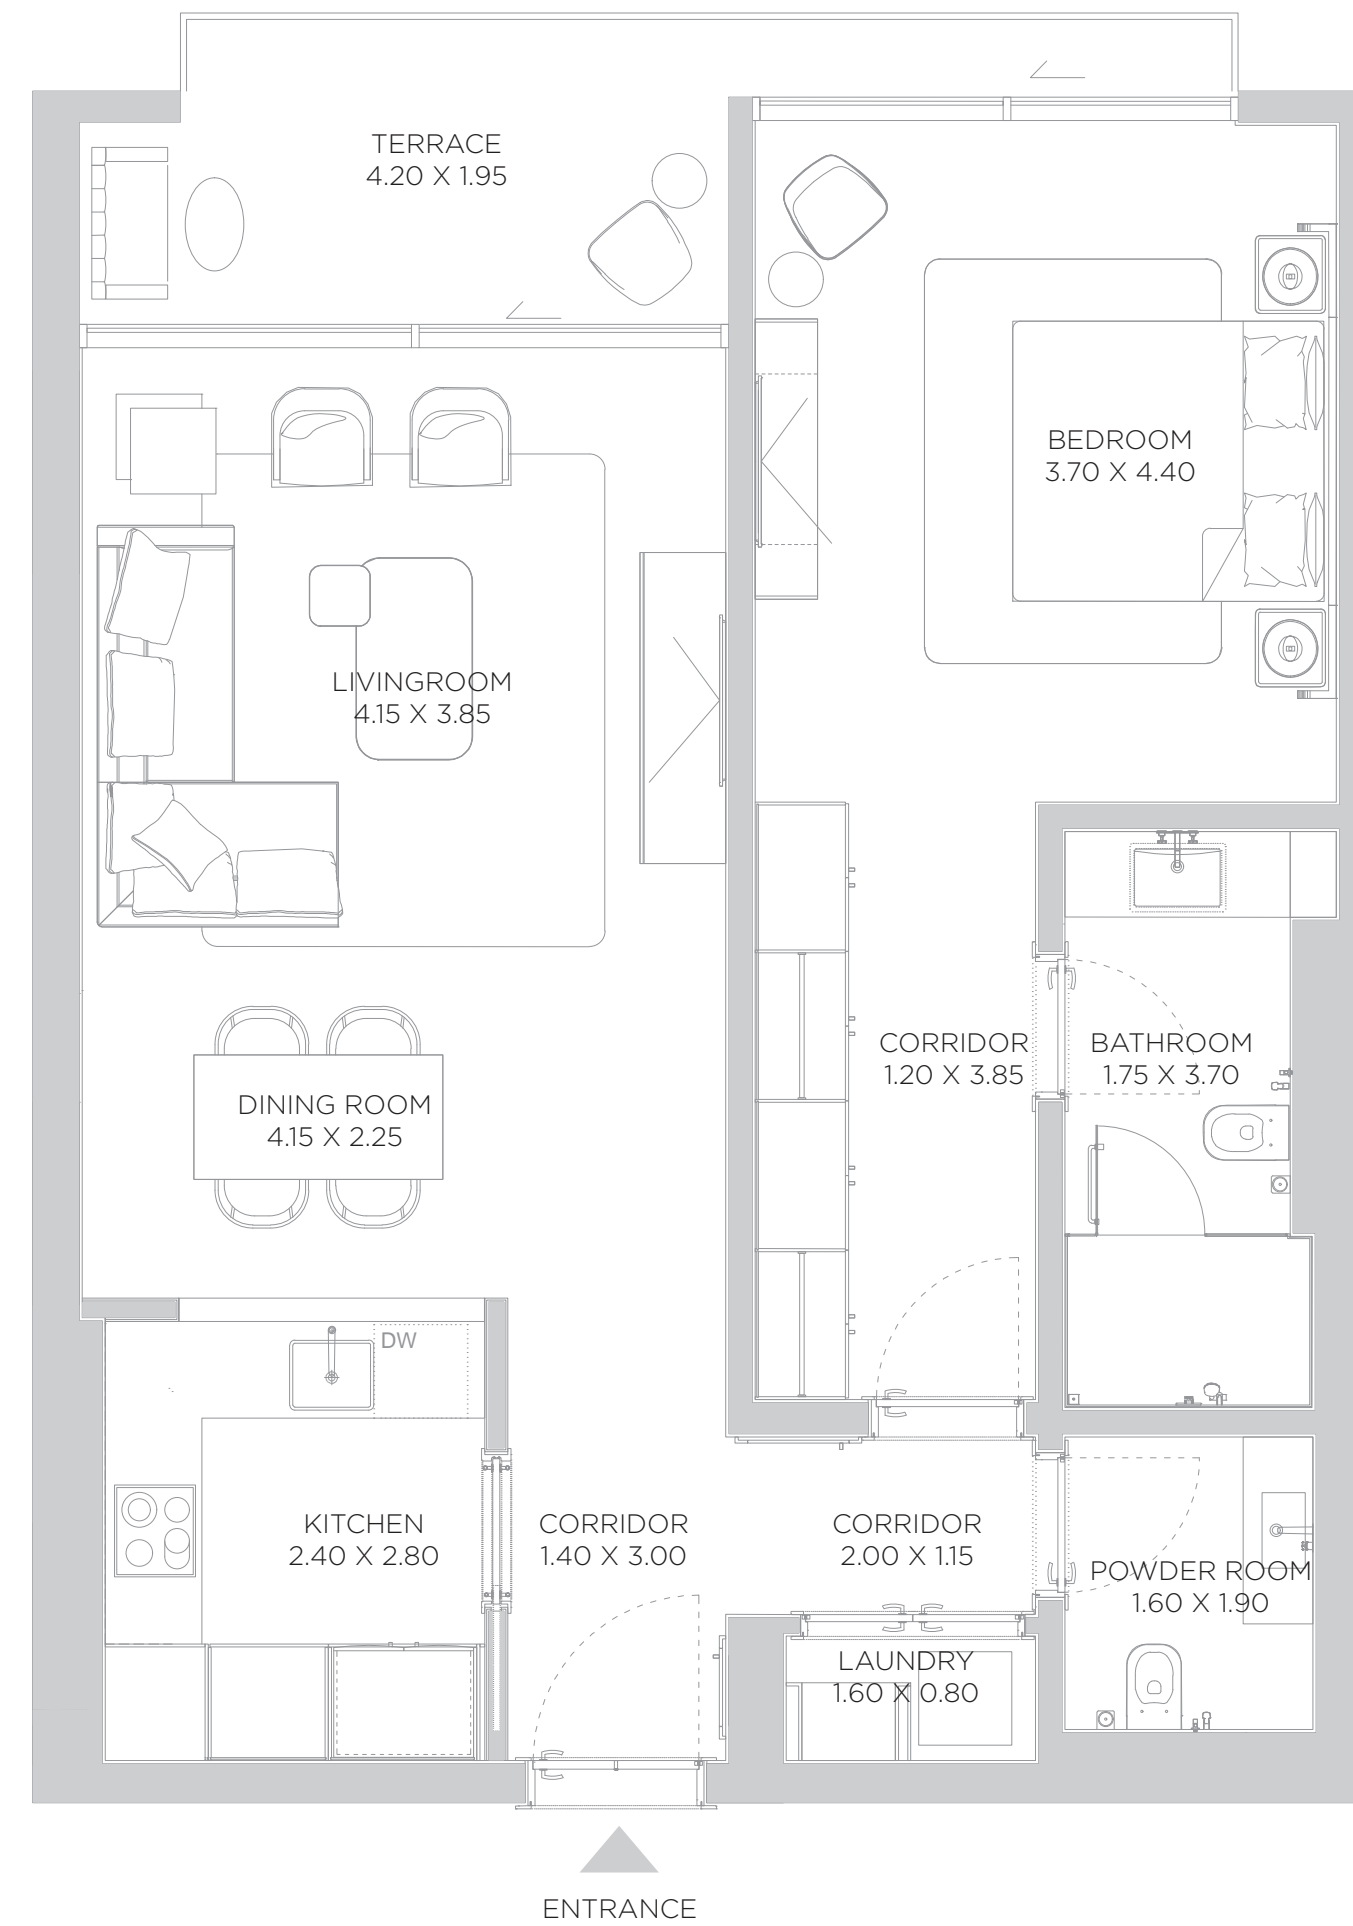 TERRACE
4.20 X 1.95
BEDROOM
3.70 X 4.40
LIVINGROOM
4.15 X 3.85
CORRIDOR
1.20 X 3.85
BATHROOM
1.75 X 3.70
DINING ROOM
4.15 X 2.25
DW
KITCHEN
2.40 X 2.80
CORRIDOR
1.40 X 3.00
CORRIDOR
2.00 X 1.15
POWDER ROOM
1.60 X 1.90
LAUNDRY
1.60 X 0.80
ENTRANCE